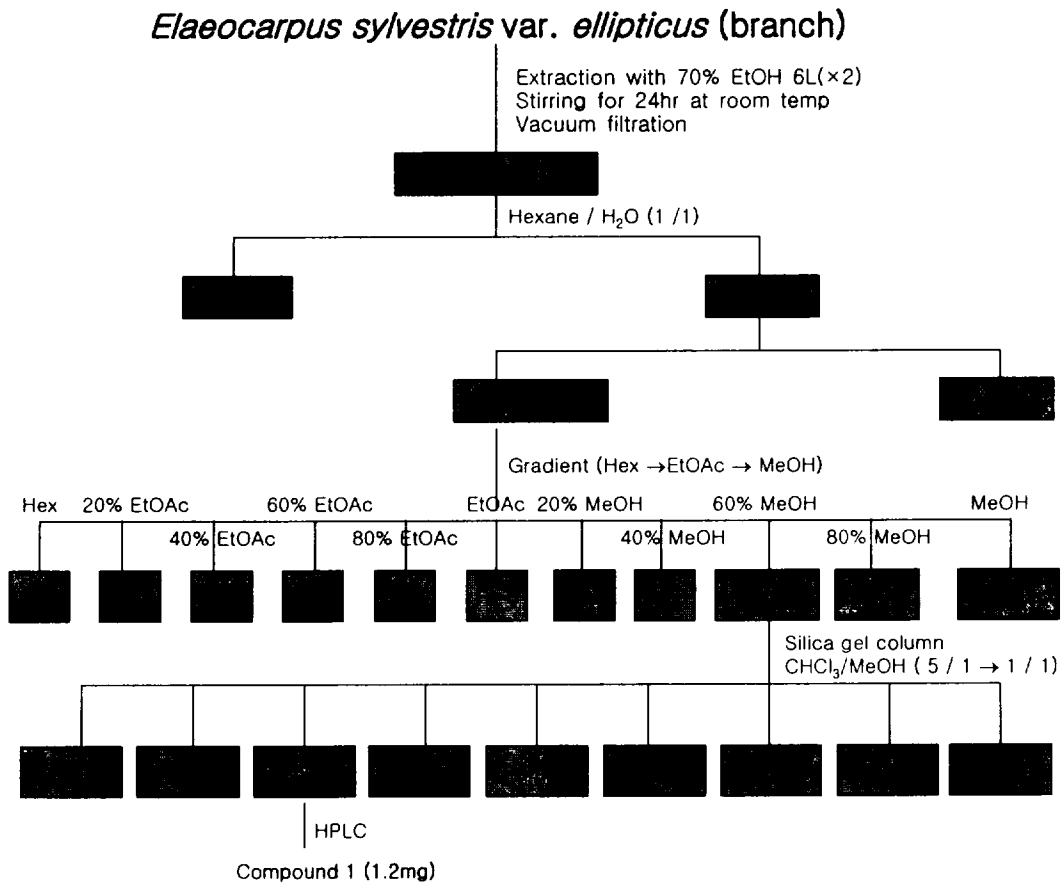 Elaeocarpus sylvestris var. ellipticus (branch)
Extraction with 70% EtOH 6L(×2)
Stirring for 24hr at room temp
Vacuum filtration
Hexane / H₂O (1 /1)
Gradient (Hex →EtOAc → MeOH)
Hex 20% EtOAc 60% EtOAc EtOAc 20% MeOH 60% MeOH MeOH
40% EtOAc 80% EtOAc 40% MeOH 80% MeOH
Silica gel column
CHCl₃/MeOH ( 5 / 1 → 1 / 1)
HPLC
Compound 1 (1.2mg)